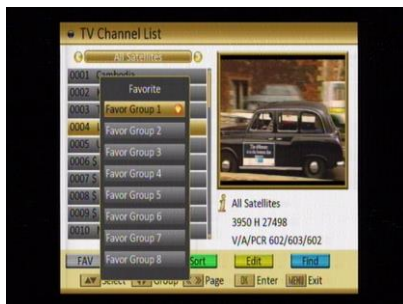 TV Channel List
All Satellites
0001 Cambodia
0002
0003
0004
0005
0006 $
0007 $
0008 $
0009 $
0010
Favorite
Favor Group 1
Favor Group 2
Favor Group 3
Favor Group 4
Favor Group 5
Favor Group 6
Favor Group 7
Favor Group 8
All Satellites
3950 H 27498
V/A/PCR 602/603/602
FAV
Sort
Edit
Find
Select
Group
Page
OK Enter
MENU Exit